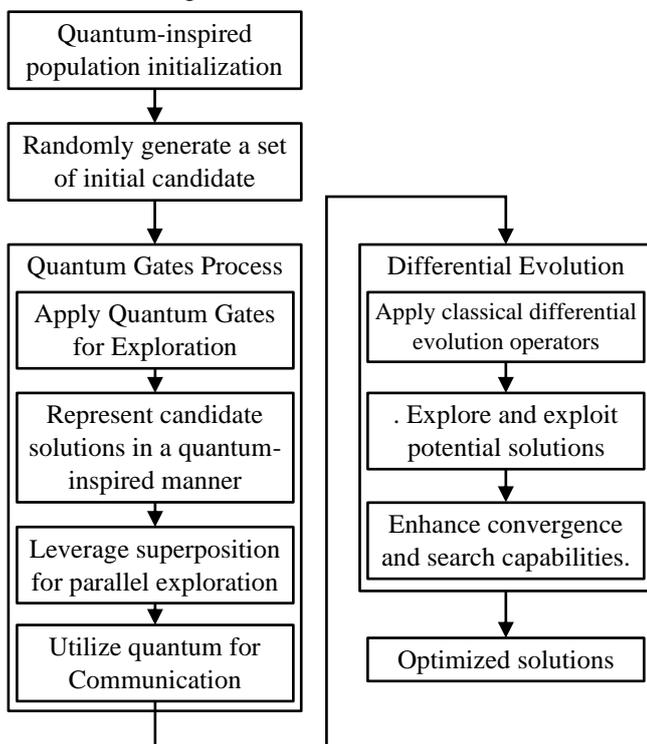 Quantum-inspired
population initialization
Randomly generate a set
of initial candidate
Quantum Gates Process
Apply Quantum Gates
for Exploration
Represent candidate
solutions in a quantum-
inspired manner
Leverage superposition
for parallel exploration
Utilize quantum for
Communication
Differential Evolution
Apply classical differential
evolution operators
. Explore and exploit
potential solutions
Enhance convergence
and search capabilities.
Optimized solutions